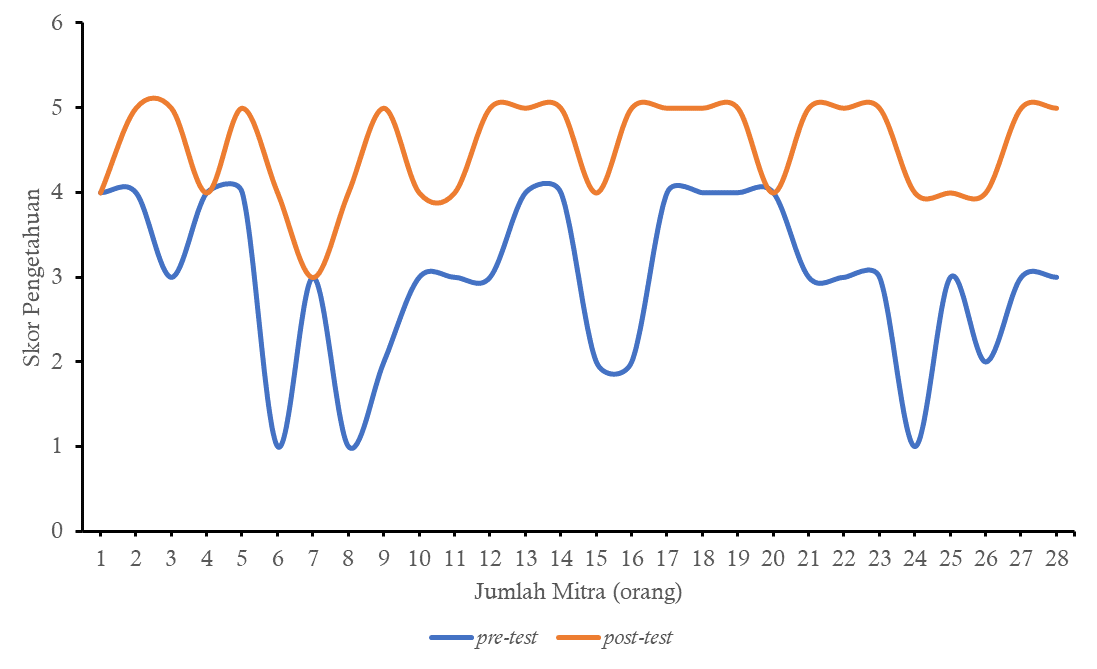 6
5
4
3
2
1
0
Skor Pengetahuan
1 2 3 4 5 6 7 8 9 10 11 12 13 14 15 16 17 18 19 20 21 22 23 24 25 26 27 28
Jumlah Mitra (orang)
pre-test post-test